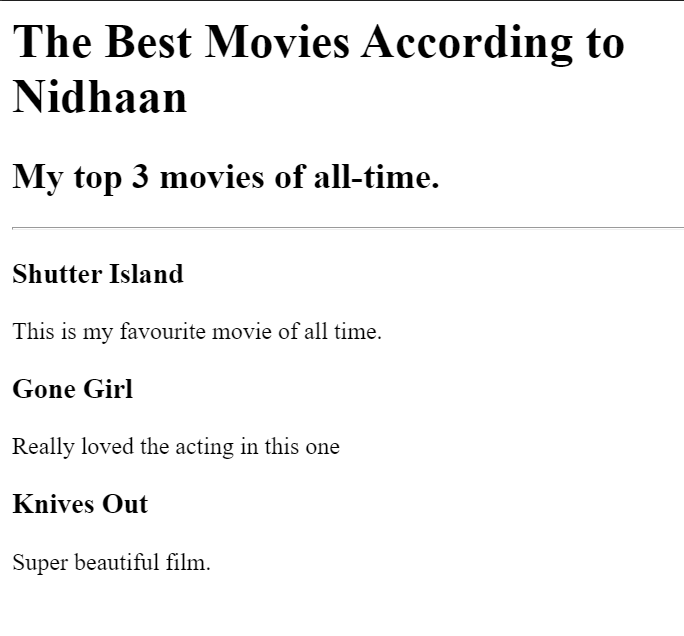 The Best Movies According to
Nidhaan
My top 3 movies of all-time.
Shutter Island
This is my favourite movie of all time.
Gone Girl
Really loved the acting in this one
Knives Out
Super beautiful film.